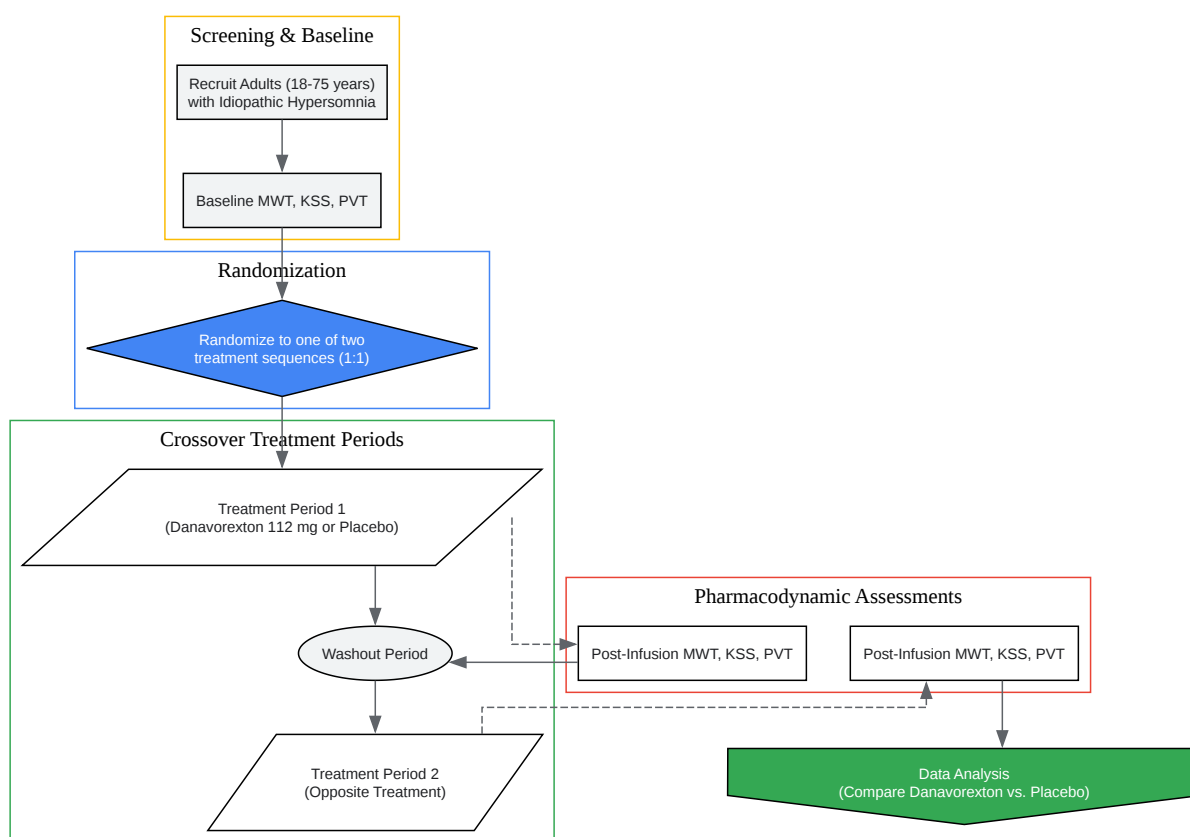 Screening & Baseline
Recruit Adults (18-75 years)
with Idiopathic Hypersomnia
Baseline MWT, KSS, PVT
Randomization
Randomize to one of two
treatment sequences (1:1)
Crossover Treatment Periods
Treatment Period 1
(Danavorexton 112 mg or Placebo)
Pharmacodynamic Assessments
Washout Period
Post-Infusion MWT, KSS, PVT
Post-Infusion MWT, KSS, PVT
Treatment Period 2
(Opposite Treatment)
Data Analysis
(Compare Danavorexton vs. Placebo)